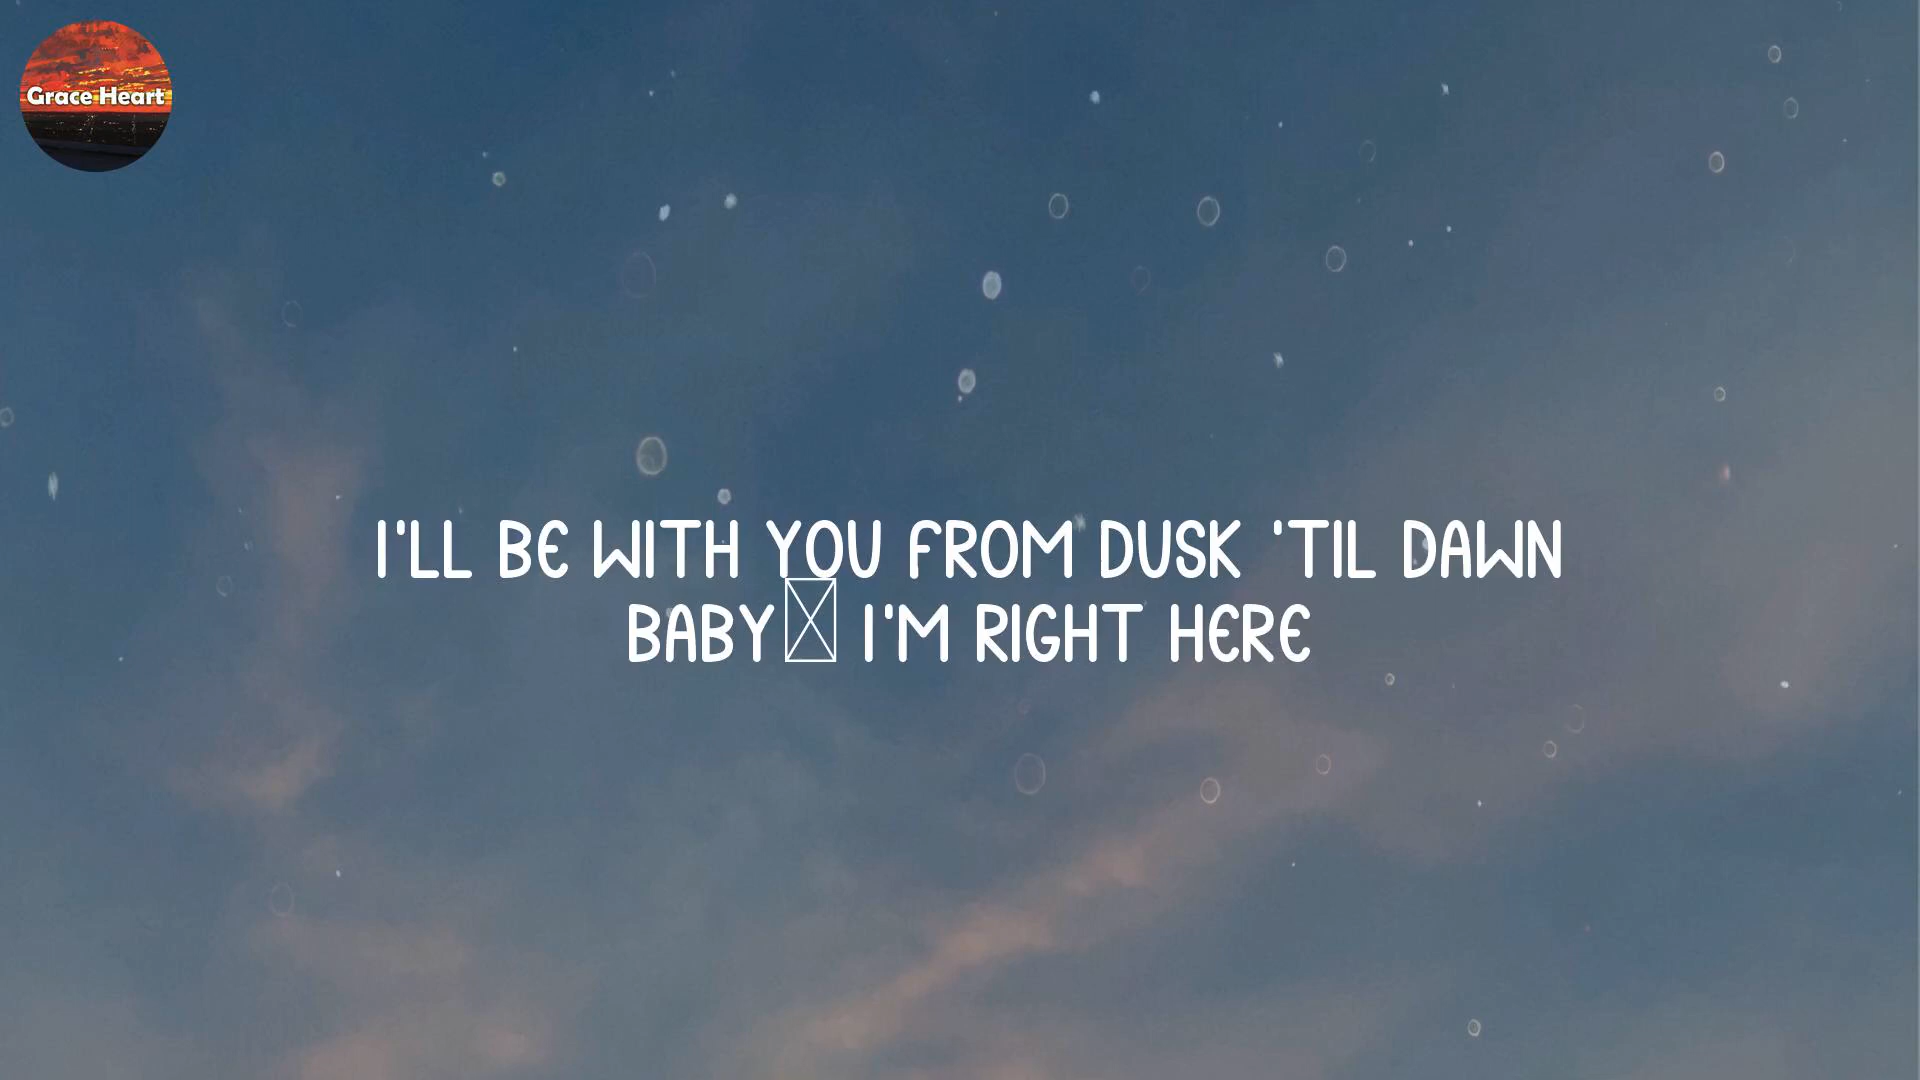 Grace Heart
I'LL BE WITH YOU FROM DUSK 'TIL DAWN
BABY☒ I'M RIGHT HERE